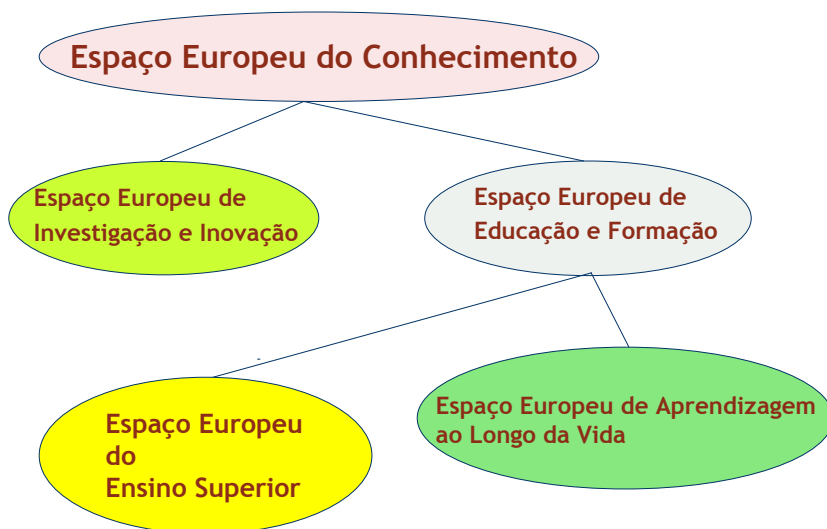 Espaço Europeu do Conhecimento
Espaço Europeu de
Investigação e Inovação
Espaço Europeu de
Educação e Formação
Espaço Europeu
do
Ensino Superior
Espaço Europeu de Aprendizagem
ao Longo da Vida